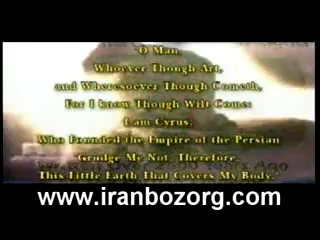 "O Man.
Whoever Though Art,
and Wheresoever Though Cometh,
For I know Though Wilt Come:
I am Cyrus,
Who Founded the Empire of the Persian
Grudge Me Not, Therefore,
This Little Earth That Covers My Body."
www.iranbozorg.com